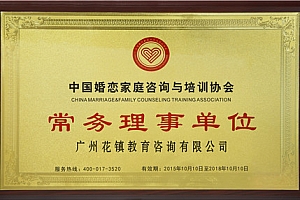 中国婚恋家庭咨询与培训协会
CHINA MARRIAGE&FAMILY COUNSELING TRAINING ASSOCIATION
常务理事单位
广州花镇教育咨询有限公司
服务热线：400-017-3520 有效期：2015年10月10日至2018年10月10日